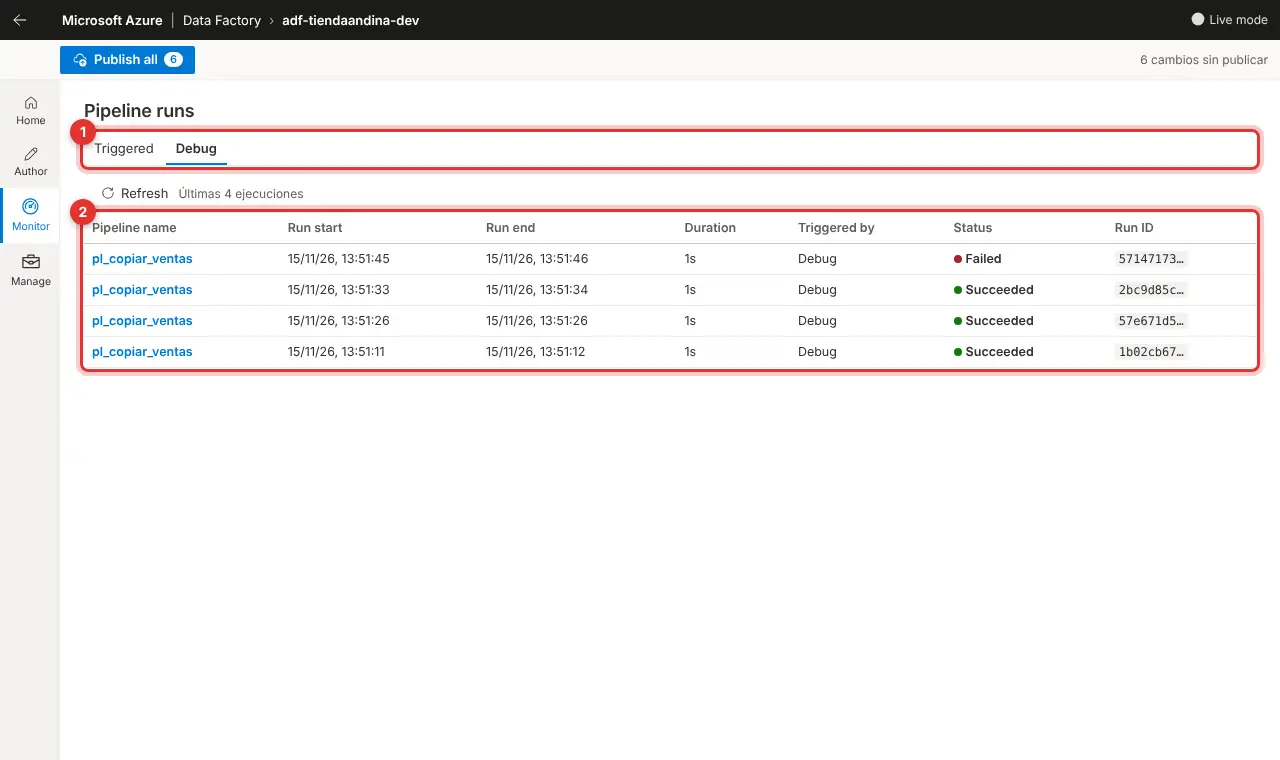 Microsoft Azure | Data Factory › adf-tiendaandina-dev
Live mode
Publish all 6
6 cambios sin publicar
Home
Author
Monitor
Manage
Pipeline runs
1
Triggered Debug
Refresh Últimas 4 ejecuciones
2
Pipeline name Run start Run end Duration Triggered by Status Run ID
pl_copiar_ventas 15/11/26, 13:51:45 15/11/26, 13:51:46 1s Debug Failed 57147173…
pl_copiar_ventas 15/11/26, 13:51:33 15/11/26, 13:51:34 1s Debug Succeeded 2bc9d85c…
pl_copiar_ventas 15/11/26, 13:51:26 15/11/26, 13:51:26 1s Debug Succeeded 57e671d5…
pl_copiar_ventas 15/11/26, 13:51:11 15/11/26, 13:51:12 1s Debug Succeeded 1b02cb67…